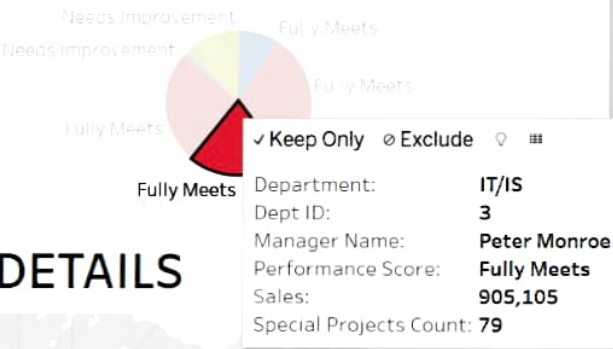 Needs Improvement
Fully Meets
Needs Improvement
Fully Meets
Fully Meets
✓ Keep Only ⊘ Exclude
Fully Meets
Department: IT/IS
Dept ID: 3
Manager Name: Peter Monroe
Performance Score: Fully Meets
Sales: 905,105
Special Projects Count: 79
DETAILS